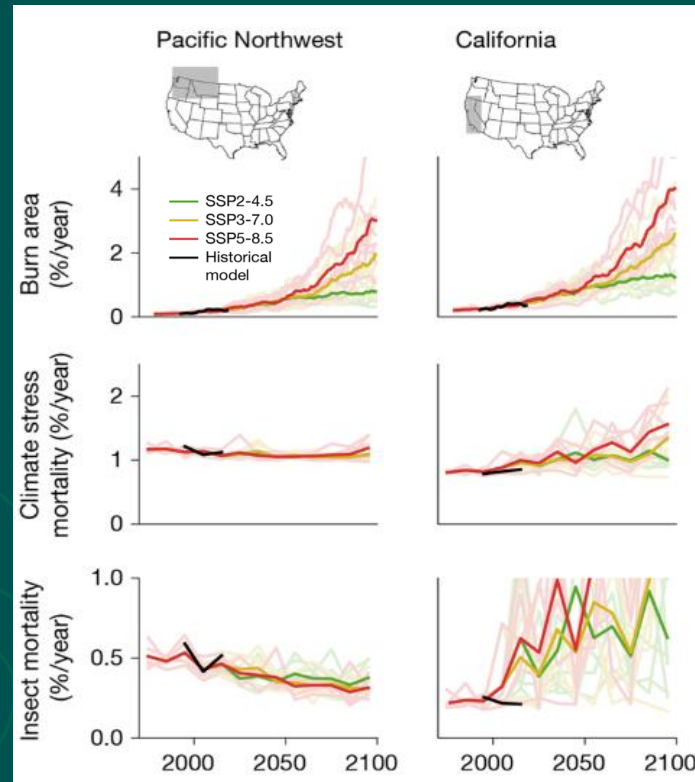 Pacific Northwest
California
Burn area
(%/year)
4
2
0
SSP2-4.5
SSP3-7.0
SSP5-8.5
Historical
model
Climate stress
mortality (%/year)
2
1
0
Insect mortality
(%/year)
1.0
0.5
0.0
2000
2050
2100
2000
2050
2100